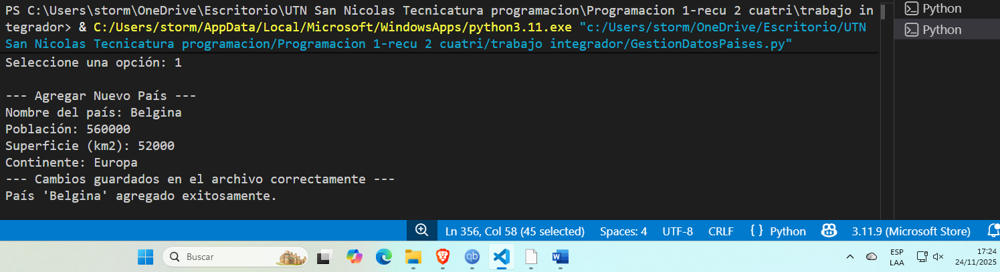 PS C:\Users\storm\OneDrive\Escritorio\UTN San Nicolas Tecnicatura programacion\Programacion 1-recu 2 cuatri\trabajo in
tegrador> & C:/Users/storm/AppData/Local/Microsoft/WindowsApps/python3.11.exe "c:/Users/storm/OneDrive/Escritorio/UTN
San Nicolas Tecnicatura programacion/Programacion 1-recu 2 cuatri/trabajo integrador/GestionDatosPaises.py"
Seleccione una opción: 1
--- Agregar Nuevo País ---
Nombre del país: Belgina
Población: 560000
Superficie (km2): 52000
Continente: Europa
--- Cambios guardados en el archivo correctamente ---
País 'Belgina' agregado exitosamente.
Python
Python
Ln 356, Col 58 (45 selected) Spaces: 4 UTF-8 CRLF { } Python 3.11.9 (Microsoft Store)
Buscar
qb
W
ESP
LAA
17:24
24/11/2025